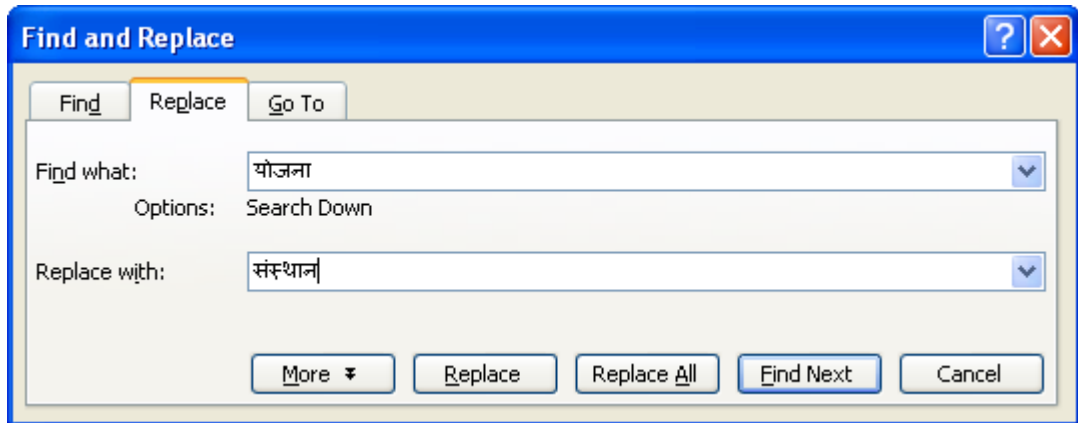 Find and Replace
Find Replace Go To
Find what: योजना
Options: Search Down
Replace with: संस्थान
More Replace Replace All Find Next Cancel